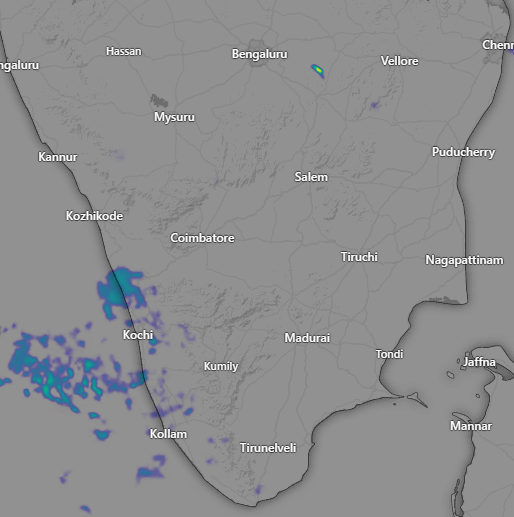 Hassan
Bengaluru
Chenn
ngaluru
Vellore
Mysuru
Kannur
Puducherry
Salem
Kozhikode
Coimbatore
Tiruchi
Nagapattinam
Kochi
Madurai
Tondi
Kumily
Jaffna
Kollam
Mannar
Tirunelveli